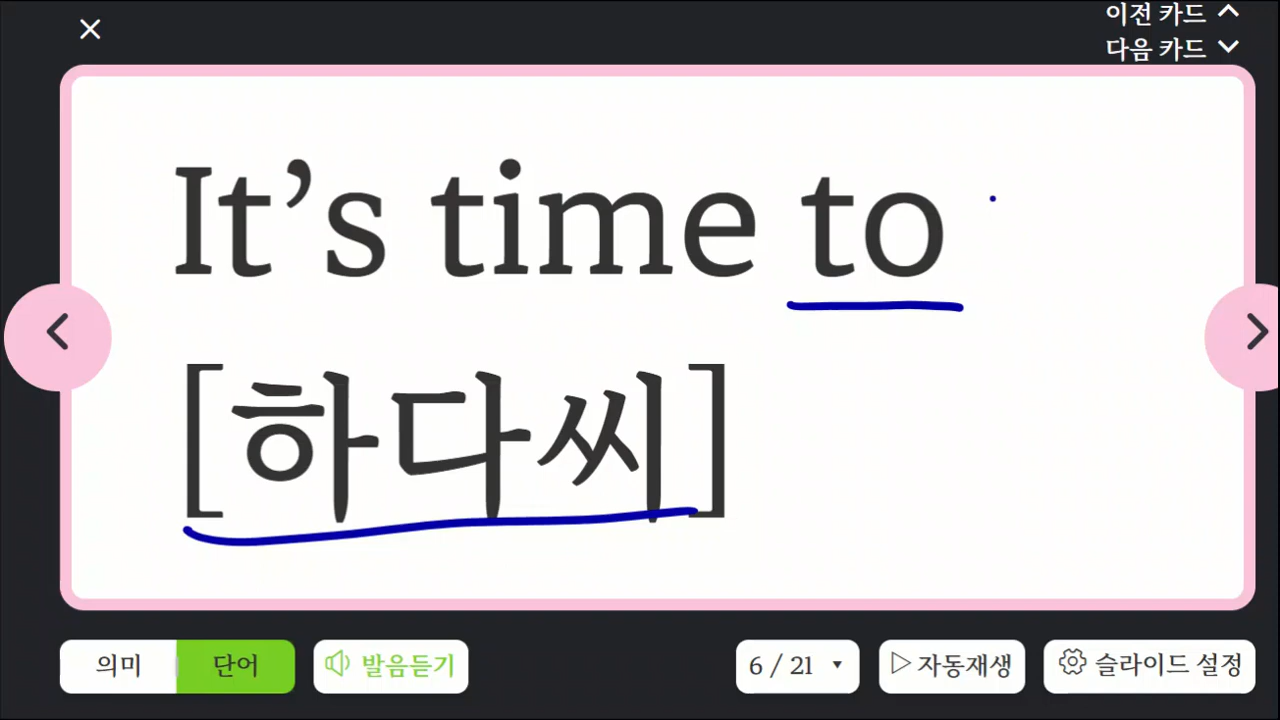 이전 카드
다음 카드
It’s time to
[하다씨]
의미
단어
발음듣기
6 / 21
자동재생
슬라이드 설정